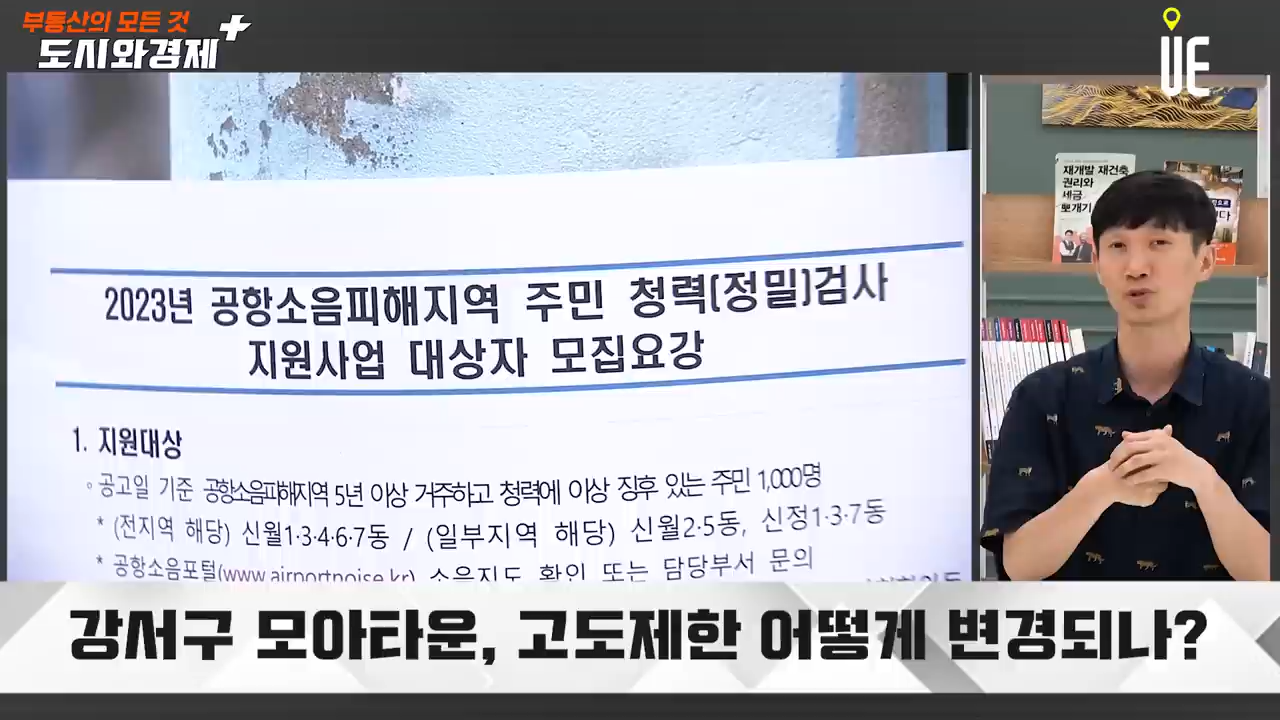 부동산의 모든 것
도시와경제+
UE
재개발 재건축
권리와
세금
뽀개기
2023년 공항소음피해지역 주민 청력(정밀)검사
지원사업 대상자 모집요강
1. 지원대상
◦ 공고일 기준 공항소음피해지역 5년 이상 거주하고 청력에 이상 징후 있는 주민 1,000명
* (전지역 해당) 신월1·3·4·6·7동 / (일부지역 해당) 신월2·5동, 신정1·3·7동
* 공항소음포털(www.airportnoise.kr) 소음지도 확인 또는 담당부서 문의
강서구 모아타운, 고도제한 어떻게 변경되나?